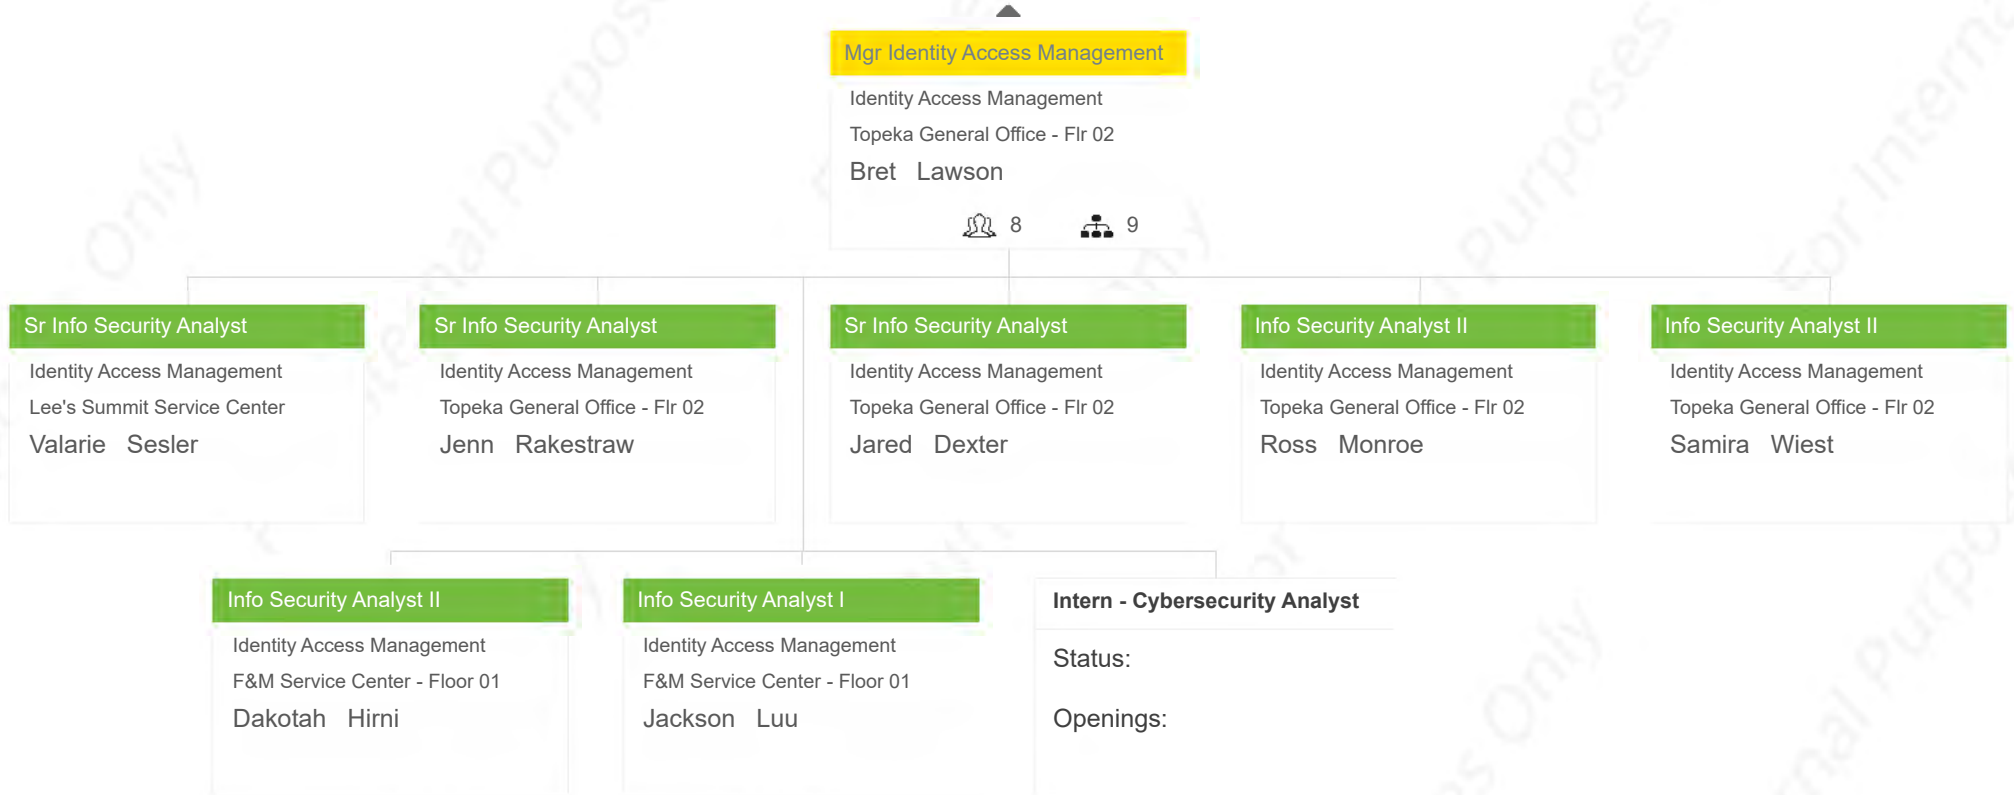 Mgr Identity Access Management
Identity Access Management
Topeka General Office - Flr 02
Bret Lawson
8 9
Sr Info Security Analyst
Identity Access Management
Lee's Summit Service Center
Valarie Sesler
Sr Info Security Analyst
Identity Access Management
Topeka General Office - Flr 02
Jenn Rakestraw
Sr Info Security Analyst
Identity Access Management
Topeka General Office - Flr 02
Jared Dexter
Info Security Analyst II
Identity Access Management
Topeka General Office - Flr 02
Ross Monroe
Info Security Analyst II
Identity Access Management
Topeka General Office - Flr 02
Samira Wiest
Info Security Analyst II
Identity Access Management
F&M Service Center - Floor 01
Dakotah Hirni
Info Security Analyst I
Identity Access Management
F&M Service Center - Floor 01
Jackson Luu
Intern - Cybersecurity Analyst
Status:
Openings: